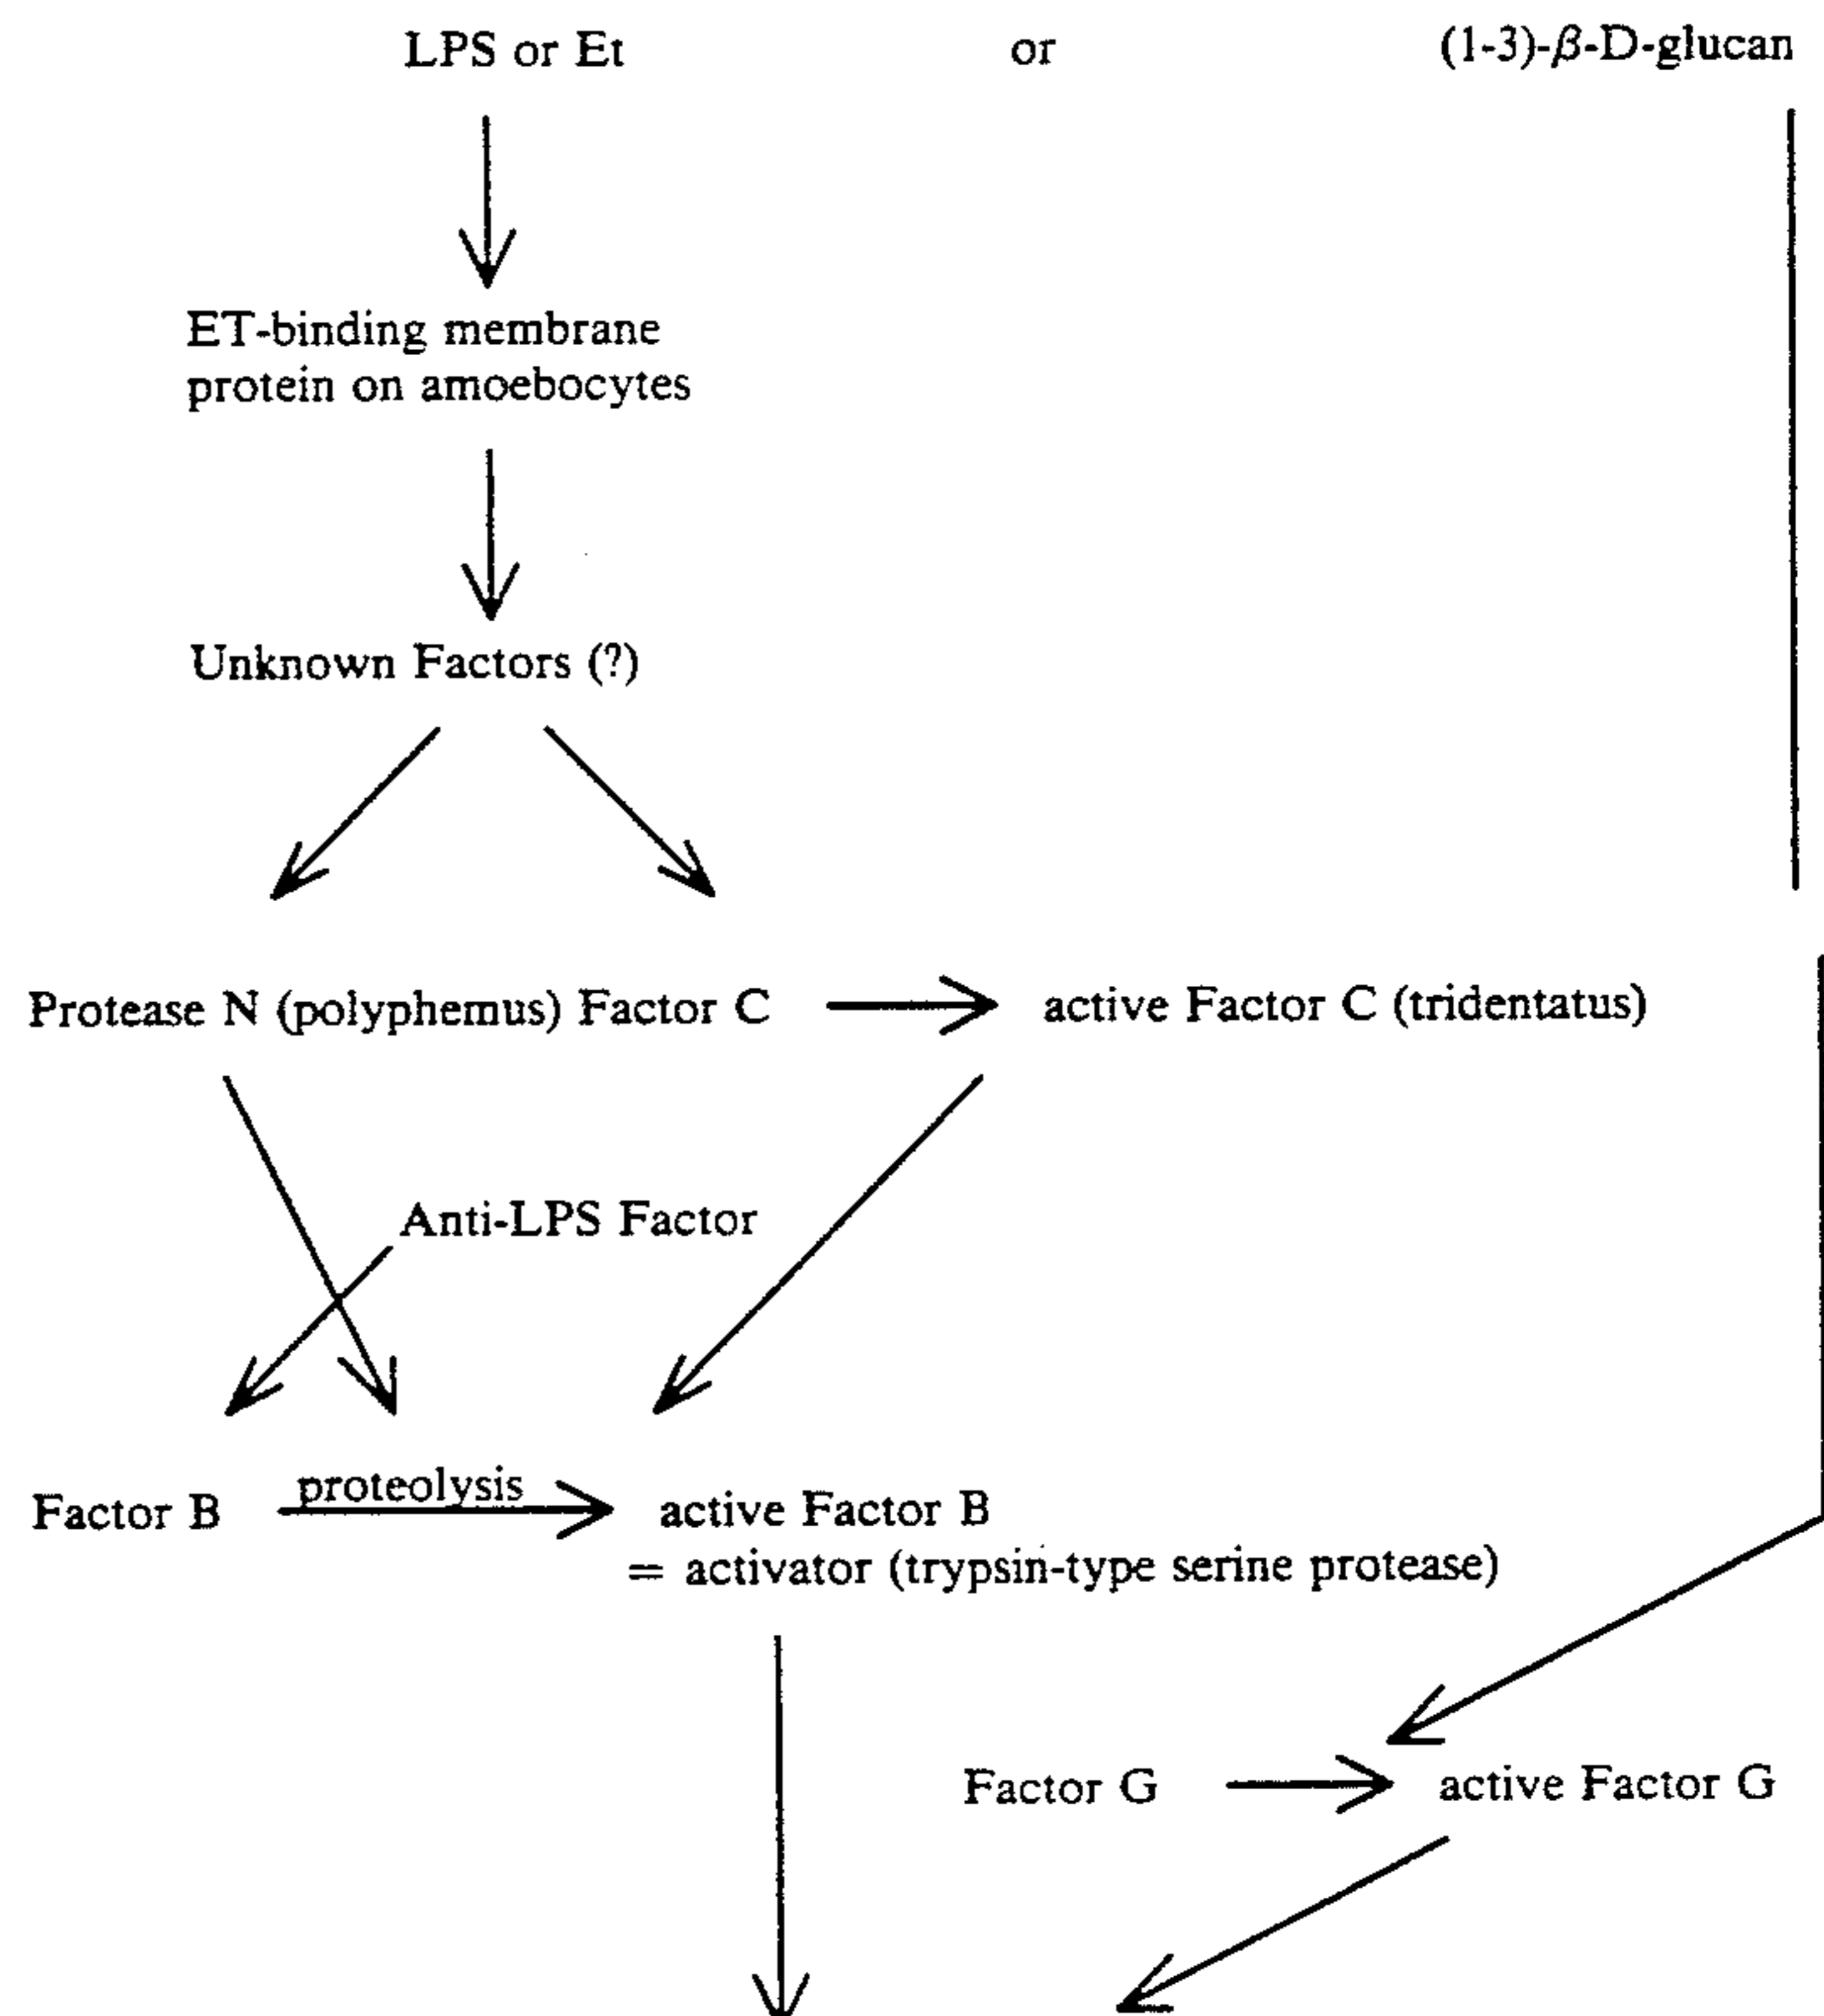 LPS or Et or (1-3)-β-D-glucan
ET-binding membrane
protein on amoebocytes
Unknown Factors (?)
Protease N (polyphemus) Factor C active Factor C (tridentatus)
Anti-LPS Factor
proteolysis
Factor B active Factor B
= activator (trypsin-type serine protease)
Factor G active Factor G